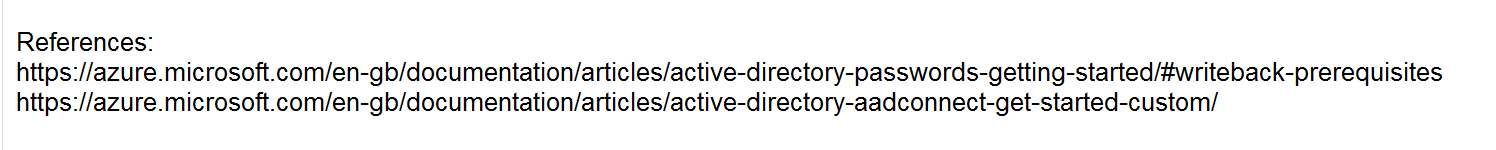 References:
https://azure.microsoft.com/en-gb/documentation/articles/active-directory-passwords-getting-started/#writeback-prerequisites
https://azure.microsoft.com/en-gb/documentation/articles/active-directory-aadconnect-get-started-custom/